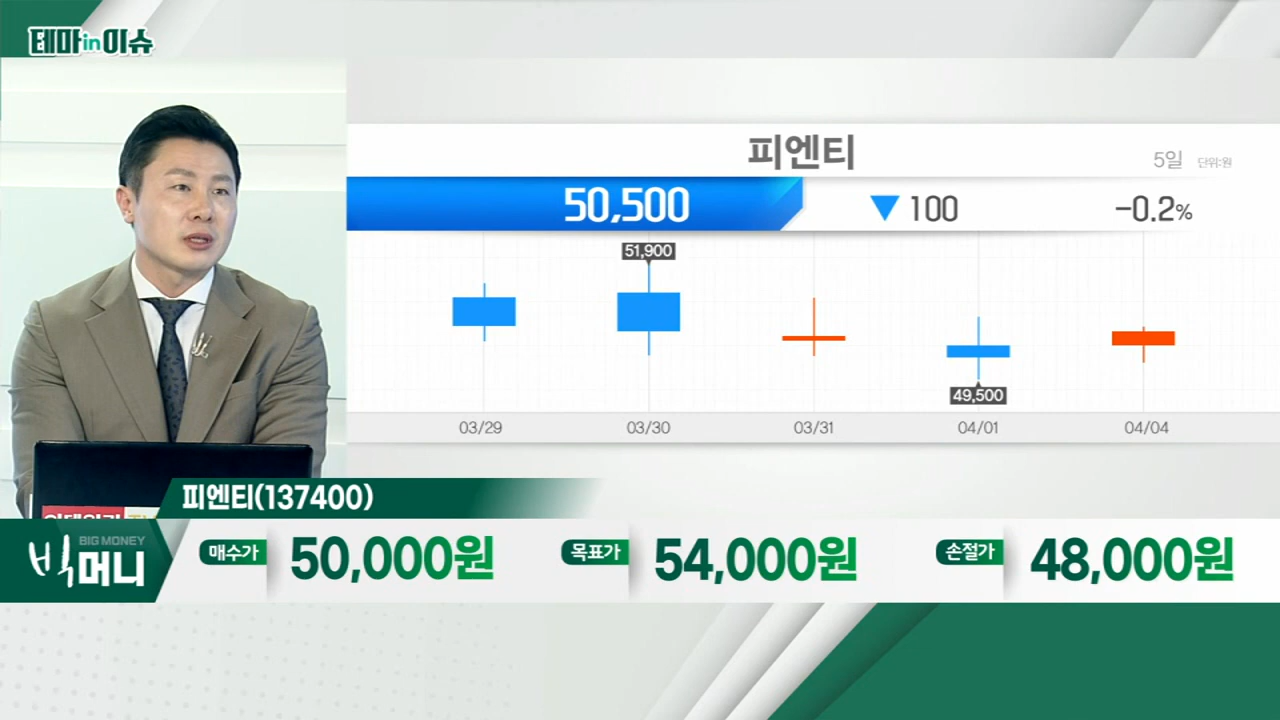 테마in이슈
피엔티
5일 단위:원
50,500 ▼100 -0.2%
51,900
49,500
03/29 03/30 03/31 04/01 04/04
피엔티(137400)
BIG MONEY
빅머니
매수가 50,000원 목표가 54,000원 손절가 48,000원